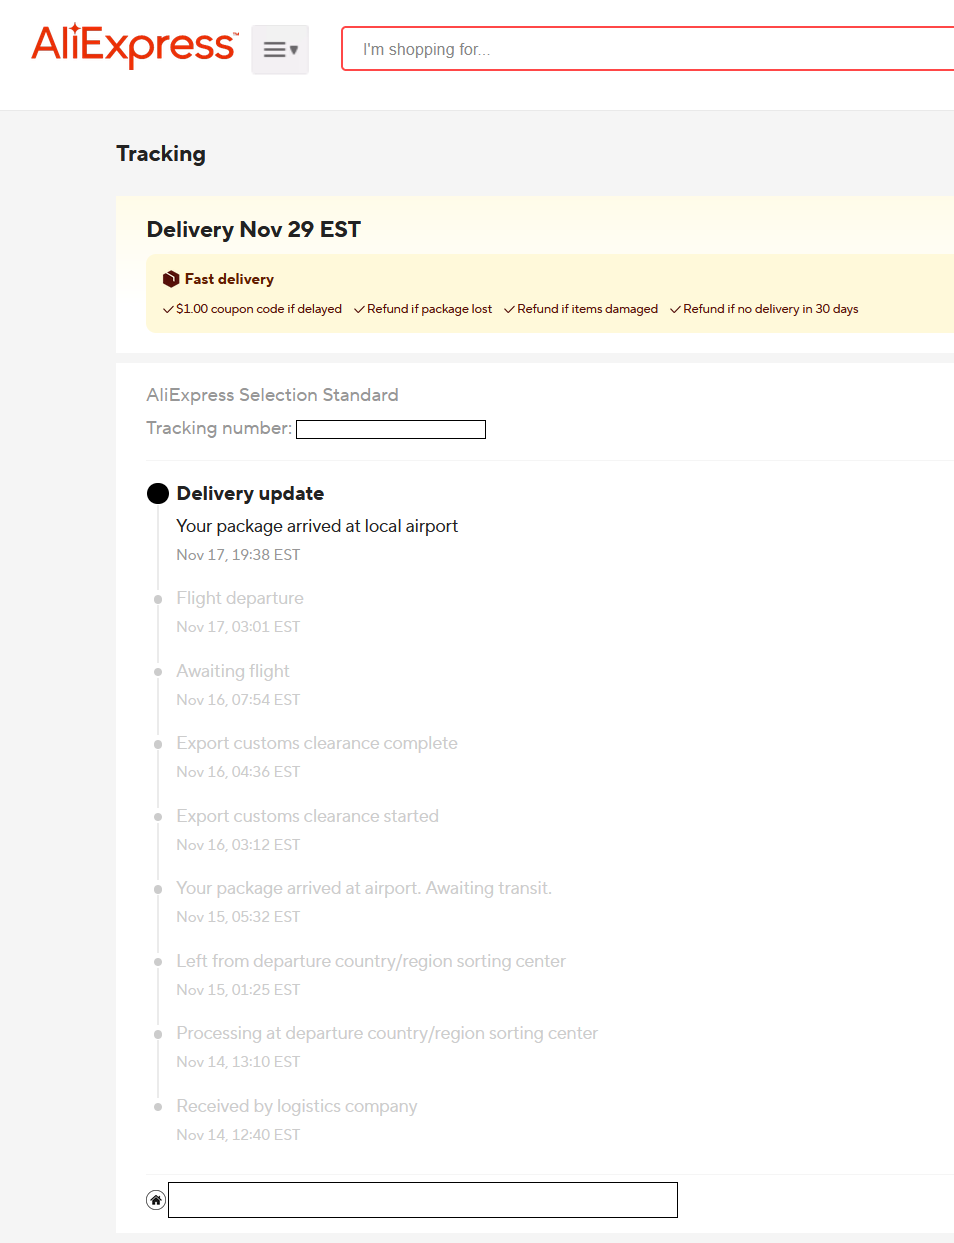 AliExpress™
I'm shopping for...
Tracking
Delivery Nov 29 EST
Fast delivery
$1.00 coupon code if delayed Refund if package lost Refund if items damaged Refund if no delivery in 30 days
AliExpress Selection Standard
Tracking number:
Delivery update
Your package arrived at local airport
Nov 17, 19:38 EST
Flight departure
Nov 17, 03:01 EST
Awaiting flight
Nov 16, 07:54 EST
Export customs clearance complete
Nov 16, 04:36 EST
Export customs clearance started
Nov 16, 03:12 EST
Your package arrived at airport. Awaiting transit.
Nov 15, 05:32 EST
Left from departure country/region sorting center
Nov 15, 01:25 EST
Processing at departure country/region sorting center
Nov 14, 13:10 EST
Received by logistics company
Nov 14, 12:40 EST